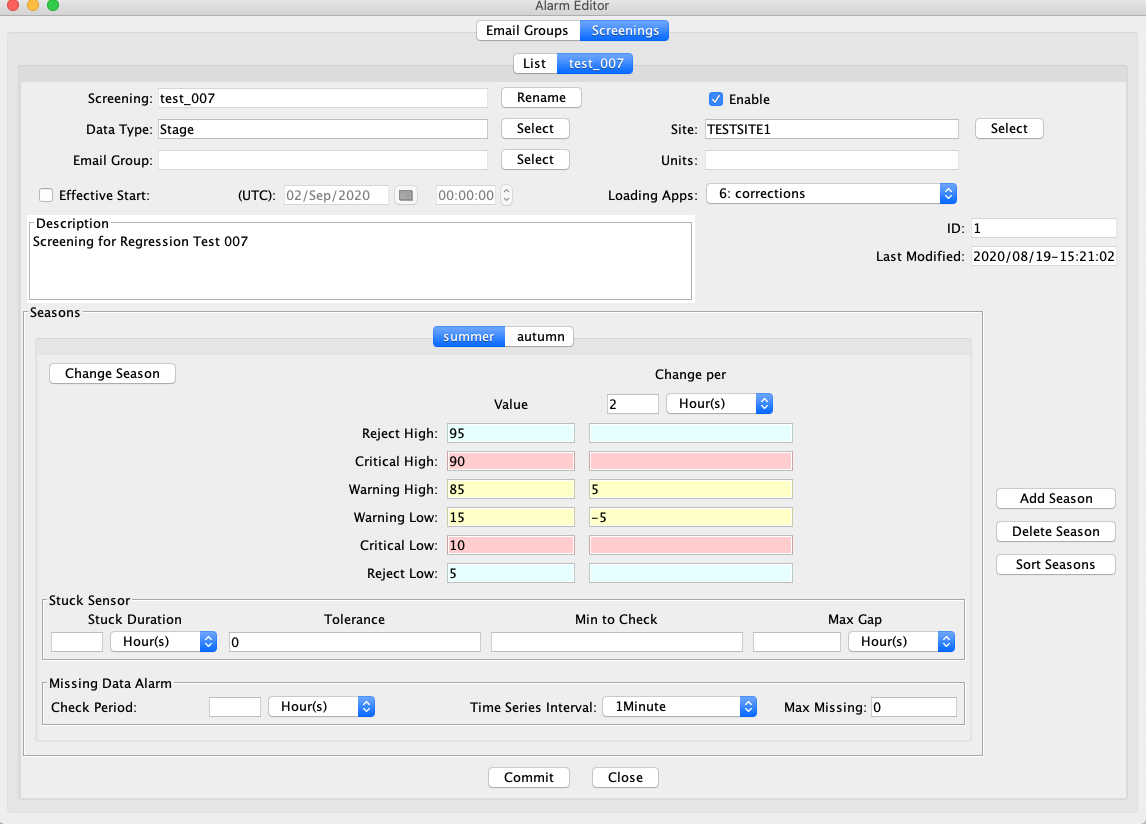 Alarm Editor
Email Groups Screenings
List test_007
Screening: test_007 Rename Enable
Data Type: Stage Select Site: TESTSITE1 Select
Email Group: Select Units:
Effective Start: (UTC): 02/Sep/2020 00:00:00 Loading Apps: 6: corrections
Description
Screening for Regression Test 007
ID: 1
Last Modified: 2020/08/19-15:21:02
Seasons
summer autumn
Change Season Change per
Value 2 Hour(s)
Reject High: 95
Critical High: 90
Warning High: 85 5
Warning Low: 15 -5
Critical Low: 10
Reject Low: 5
Add Season
Delete Season
Sort Seasons
Stuck Sensor
Stuck Duration Tolerance Min to Check Max Gap
Hour(s) 0 Hour(s)
Missing Data Alarm
Check Period: Hour(s) Time Series Interval: 1Minute Max Missing: 0
Commit Close